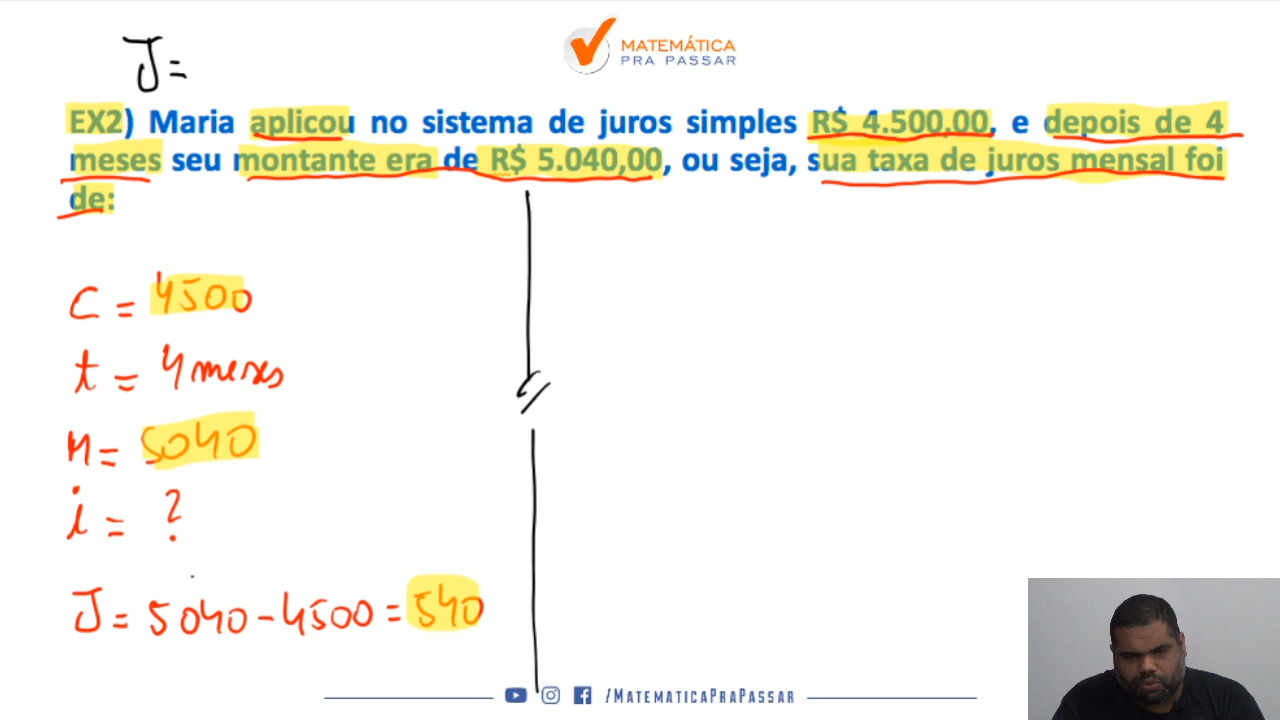 J=
MATEMÁTICA
PRA PASSAR
EX2) Maria aplicou no sistema de juros simples R$ 4.500,00, e depois de 4
meses seu montante era de R$ 5.040,00, ou seja, sua taxa de juros mensal foi
de:
C = 4500
t = 4 meses
M = 5040
i = ?
J = 5040 - 4500 = 540
/MATEMATICAPRAPASSAR